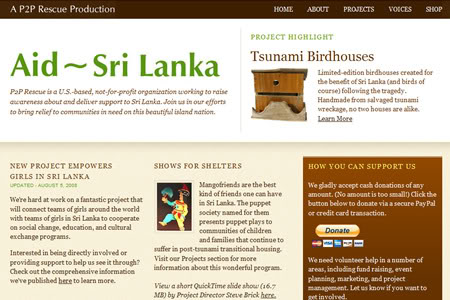 A P2P Rescue Production
HOME ABOUT PROJECTS VOICES SHOP
Aid~Sri Lanka
P2P Rescue is a U.S.-based, not-for-profit organization working to raise
awareness about and deliver support to Sri Lanka. Join us in our efforts
to bring relief to communities in need on this beautiful island nation.
PROJECT HIGHLIGHT
Tsunami Birdhouses
Limited-edition birdhouses created for
the benefit of Sri Lanka (and birds
of course) following the tragedy.
Handmade from salvaged tsunami
wreckage, no two houses are alike.
Learn More
NEW PROJECT EMPOWERS
GIRLS IN SRI LANKA
UPDATED - AUGUST 5, 2008
We're hard at work on a fantastic project that
will connect teams of girls around the world
with teams of girls in Sri Lanka to cooperate
on social change, education, and cultural
exchange programs.
Interested in being directly involved or
providing support to help us see it through?
Check out the comprehensive information
we've published here to learn more.
SHOWS FOR SHELTERS
Mangofriends are the best
kind of friends one can have
in Sri Lanka. The puppet
society named for them
presents puppet plays to
communities of children
and families that continue to
suffer in post-tsunami transitional housing.
Visit our Projects section for more
information about this wonderful program.
View a short QuickTime slide show (16.7
MB) by Project Director Steve Brick here.
HOW YOU CAN SUPPORT US
We gladly accept cash donations of any
amount. (No amount is too small!) Click the
button below to donate via a secure PayPal
or credit card transaction.
Donate
We need volunteer help in a number of
areas, including fund raising, event
planning, marketing, and project
management. Let us know if you want to
get involved.